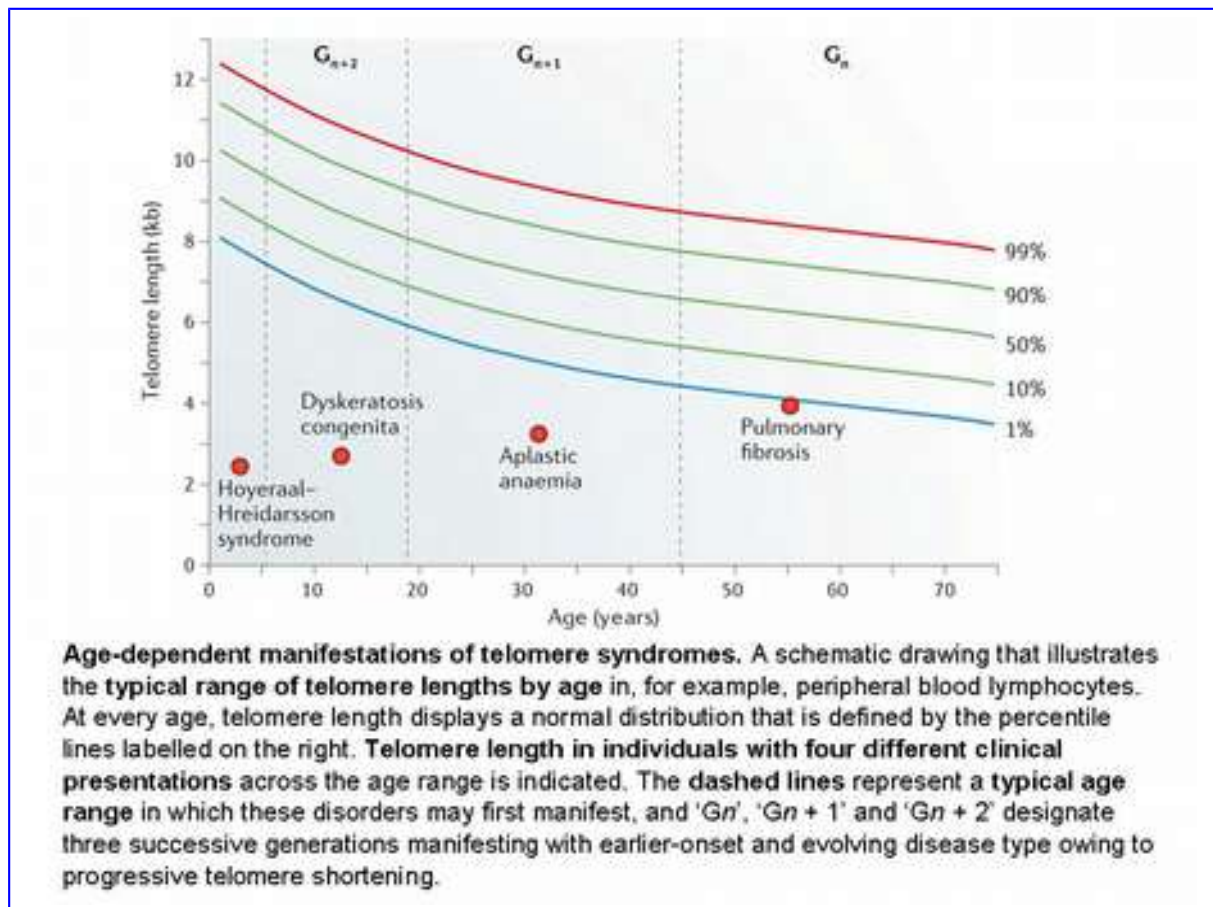 G_{n+2} G_{n+1} G_n
12
10
8
6
4
2
0
Telomere length (kb)
99%
90%
50%
10%
1%
Dyskeratosis
congenita
Hoyeraal–
Hreidarsson
syndrome
Aplastic
anaemia
Pulmonary
fibrosis
0 10 20 30 40 50 60 70
Age (years)
Age-dependent manifestations of telomere syndromes. A schematic drawing that illustrates
the typical range of telomere lengths by age in, for example, peripheral blood lymphocytes.
At every age, telomere length displays a normal distribution that is defined by the percentile
lines labelled on the right. Telomere length in individuals with four different clinical
presentations across the age range is indicated. The dashed lines represent a typical age
range in which these disorders may first manifest, and ‘Gn’, ‘Gn + 1’ and ‘Gn + 2’ designate
three successive generations manifesting with earlier-onset and evolving disease type owing to
progressive telomere shortening.